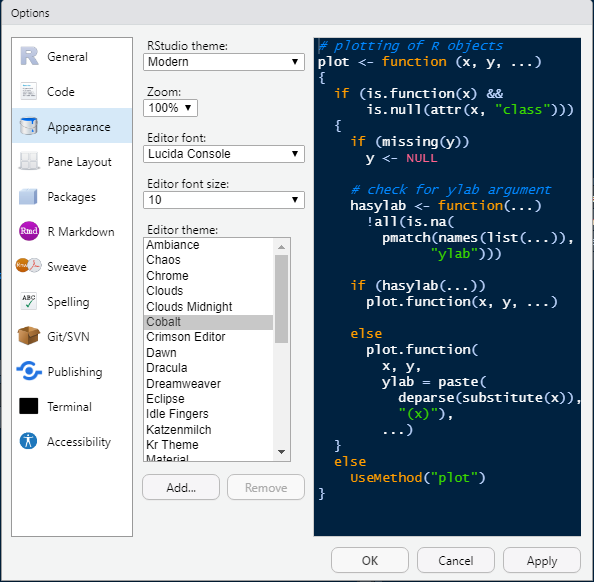 Options
General
Code
Appearance
Pane Layout
Packages
Rmd R Markdown
Sweave
ABC Spelling
Git/SVN
Publishing
Terminal
Accessibility
RStudio theme:
Modern
Zoom:
100%
Editor font:
Lucida Console
Editor font size:
10
Editor theme:
Ambiance
Chaos
Chrome
Clouds
Clouds Midnight
Cobalt
Crimson Editor
Dawn
Dracula
Dreamweaver
Eclipse
Idle Fingers
Katzenmilch
Kr Theme
Material
Add...
Remove
# plotting of R objects
plot <- function (x, y, ...)
{
  if (is.function(x) &&
      is.null(attr(x, "class")))
  {
    if (missing(y))
      y <- NULL
    # check for ylab argument
    hasylab <- function(...)
      !all(is.na(
        pmatch(names(list(...)),
              "ylab")))
    if (hasylab(...))
      plot.function(x, y, ...)
    else
      plot.function(
        x, y,
        ylab = paste(
          deparse(substitute(x)),
          "(x)"),
        ...)
  }
  else
    UseMethod("plot")
}
OK
Cancel
Apply